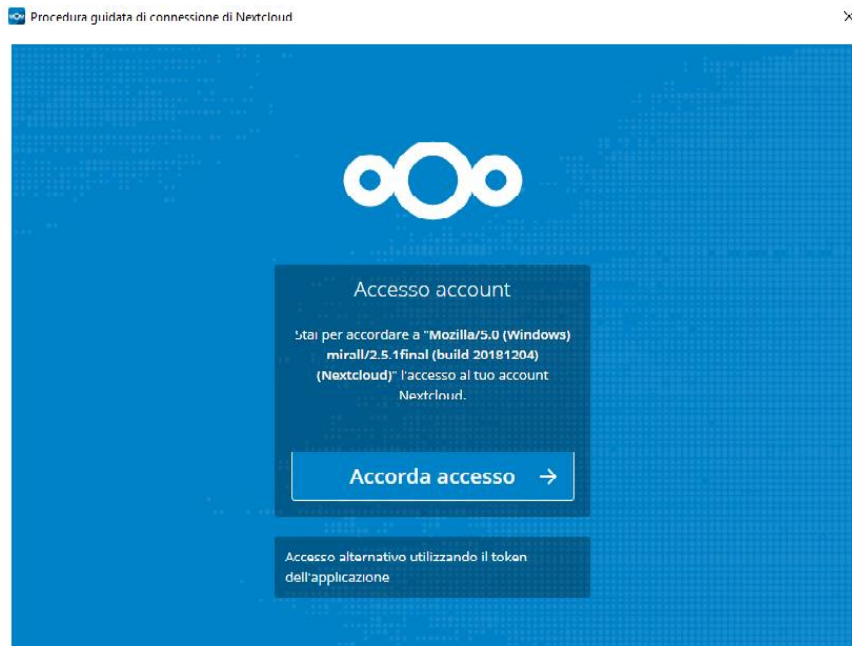 Procedura guidata di connessione di Nextcloud
Accesso account
Stai per accordare a "Mozilla/5.0 (Windows)
mirall/2.5.1final (build 20181204)
(Nextcloud)" l'accesso al tuo account
Nextcloud.
Accorda accesso →
Accesso alternativo utilizzando il token
dell'applicazione